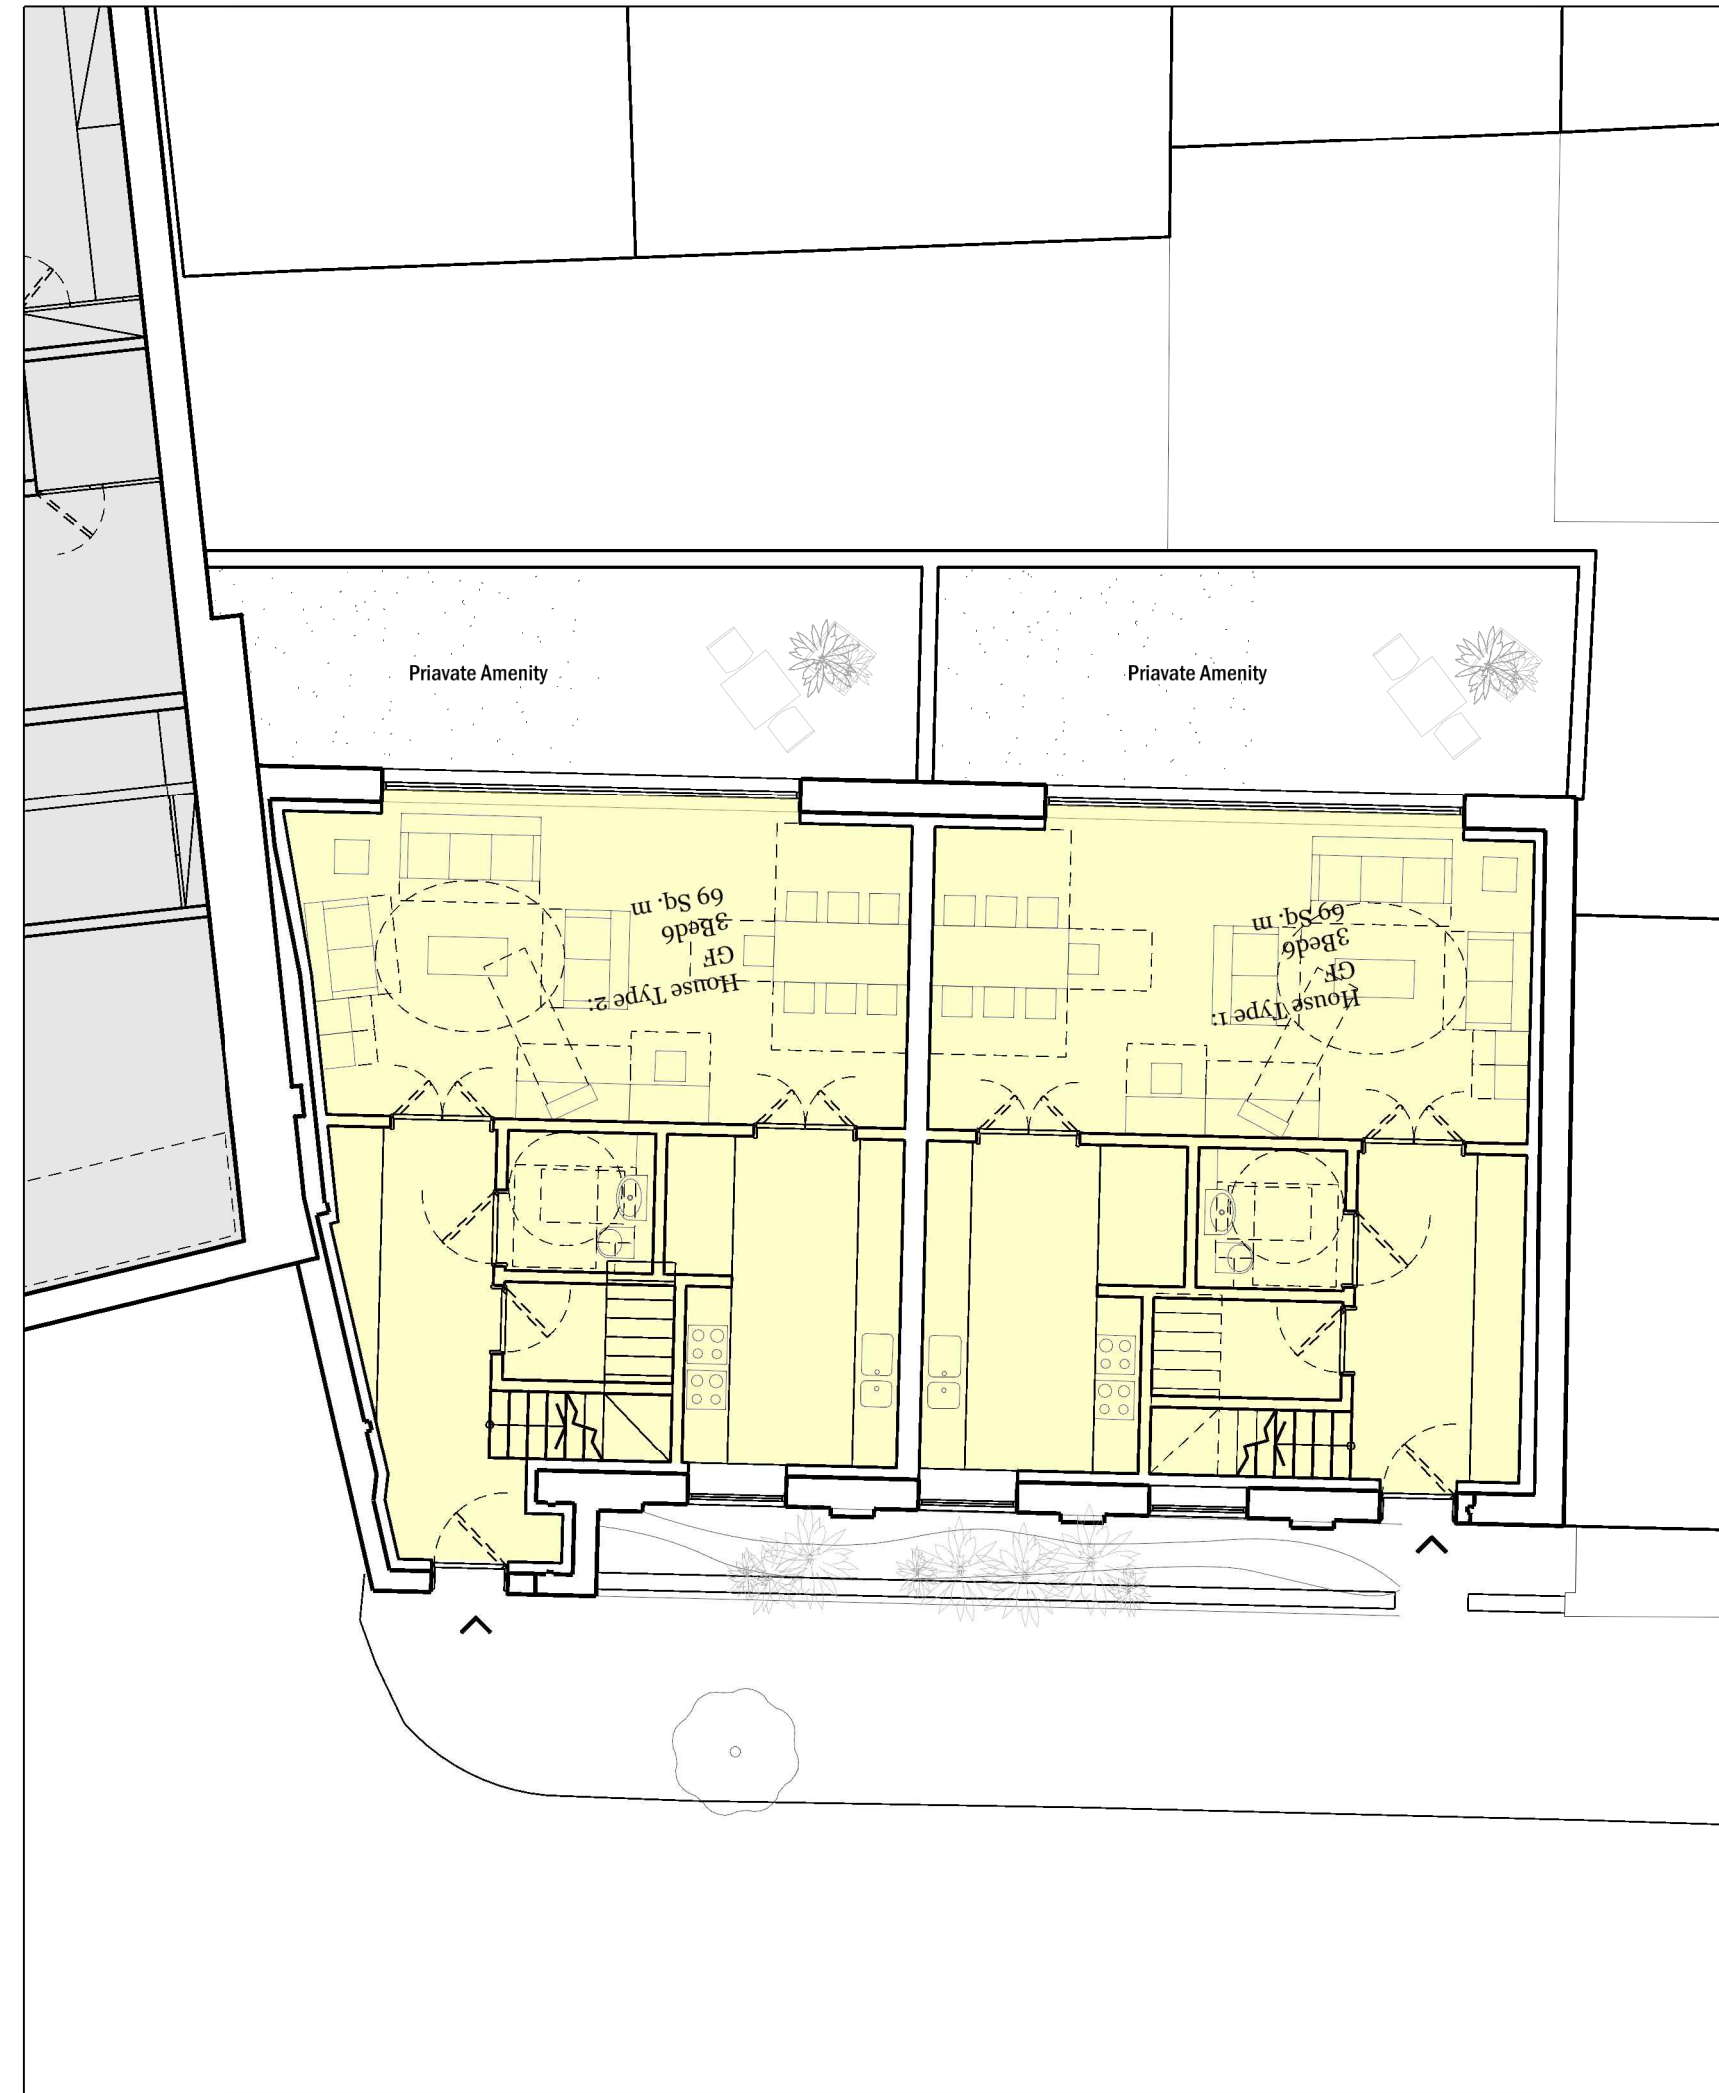 Priavate Amenity
Priavate Amenity
House Type 2:
GF
3Bed6
69 Sq. m
House Type 1:
GF
3Bed6
69 Sq. m